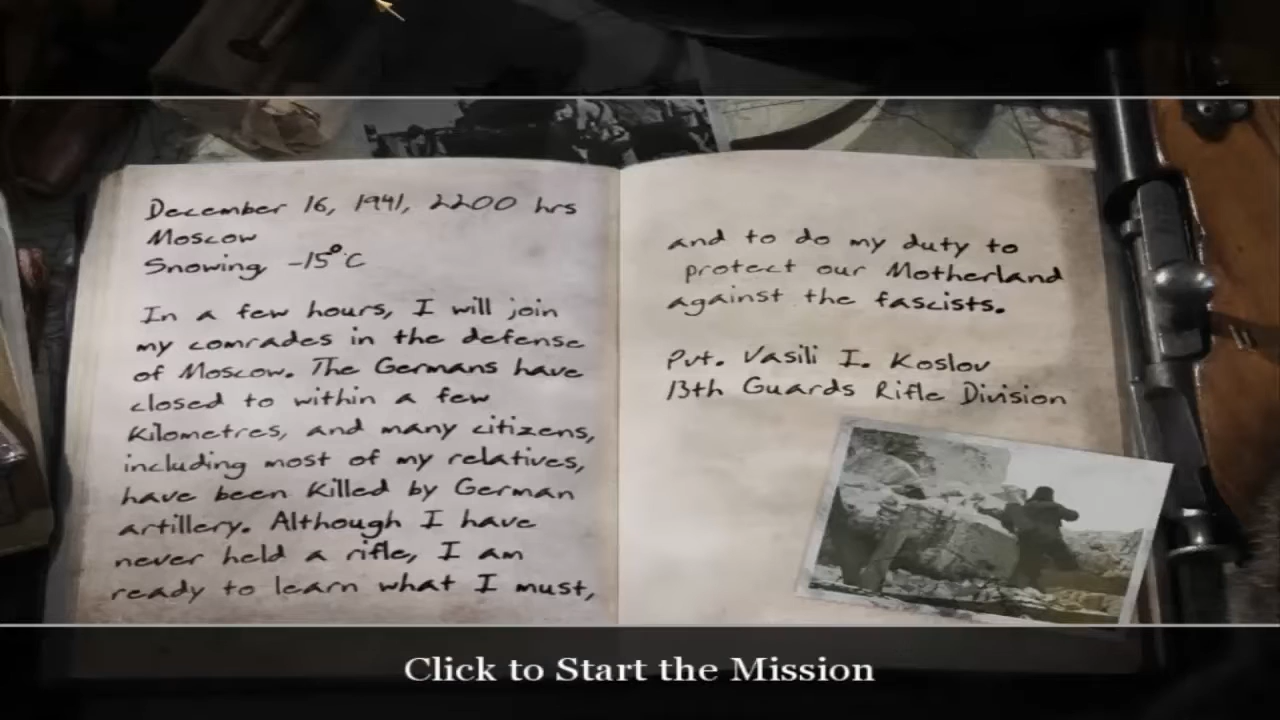 December 16, 1941, 2200 hrs
Moscow
Snowing -15°C
In a few hours, I will join
my comrades in the defense
of Moscow. The Germans have
closed to within a few
kilometres, and many citizens,
including most of my relatives,
have been killed by German
artillery. Although I have
never held a rifle, I am
ready to learn what I must,
and to do my duty to
protect our Motherland
against the fascists.
Pvt. Vasili I. Koslov
13th Guards Rifle Division
Click to Start the Mission